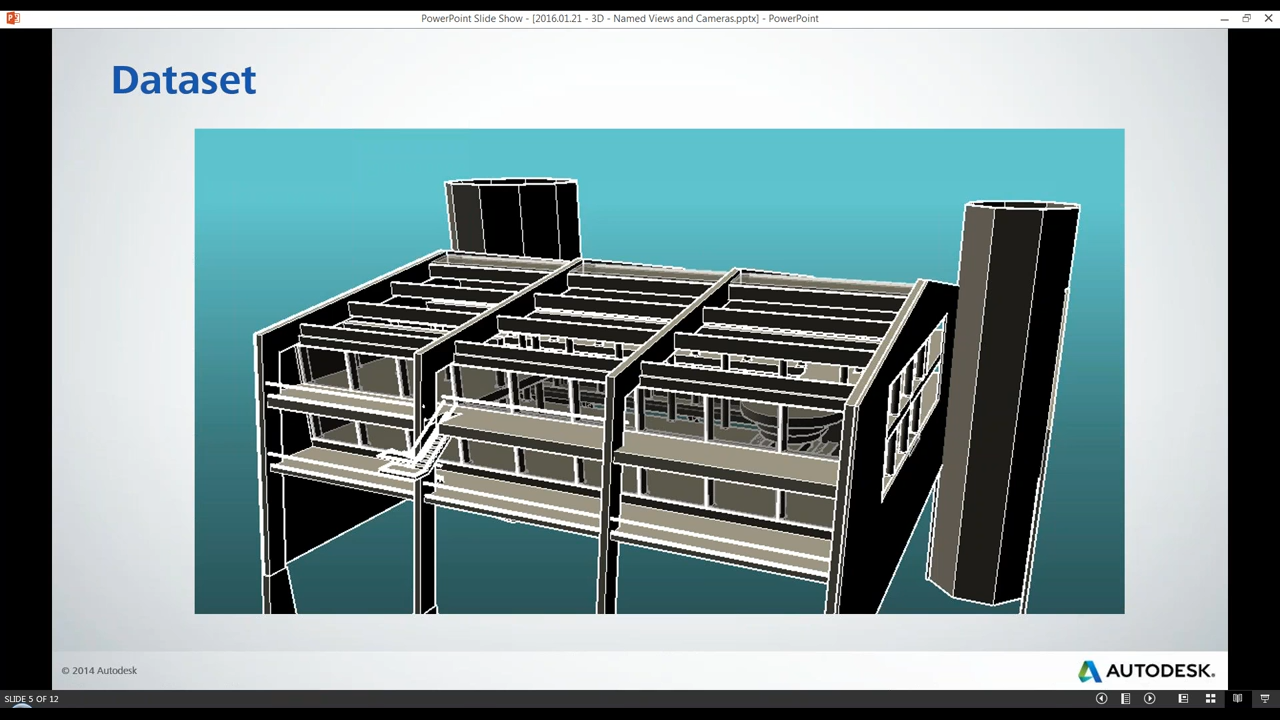 PowerPoint Slide Show - [2016.01.21 - 3D - Named Views and Cameras.pptx] - PowerPoint
Dataset
© 2014 Autodesk
AUTODESK.
SLIDE 5 OF 12